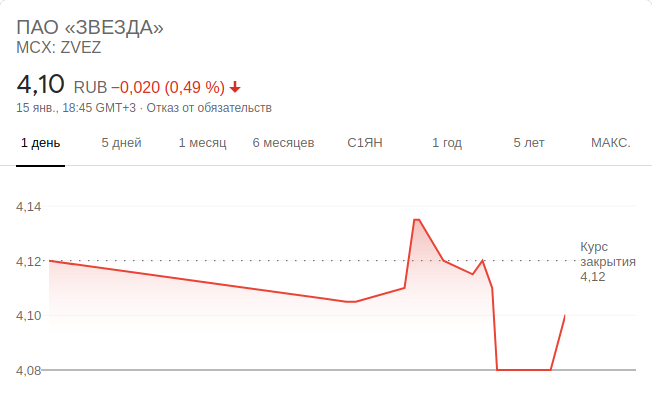 ПАО «ЗВЕЗДА»
MCX: ZVEZ
4,10 RUB −0,020 (0,49 %)
15 янв., 18:45 GMT+3 · Отказ от обязательств
1 день 5 дней 1 месяц 6 месяцев С1ЯН 1 год 5 лет МАКС.
4,14
4,12
4,10
4,08
Курс
закрытия
4,12